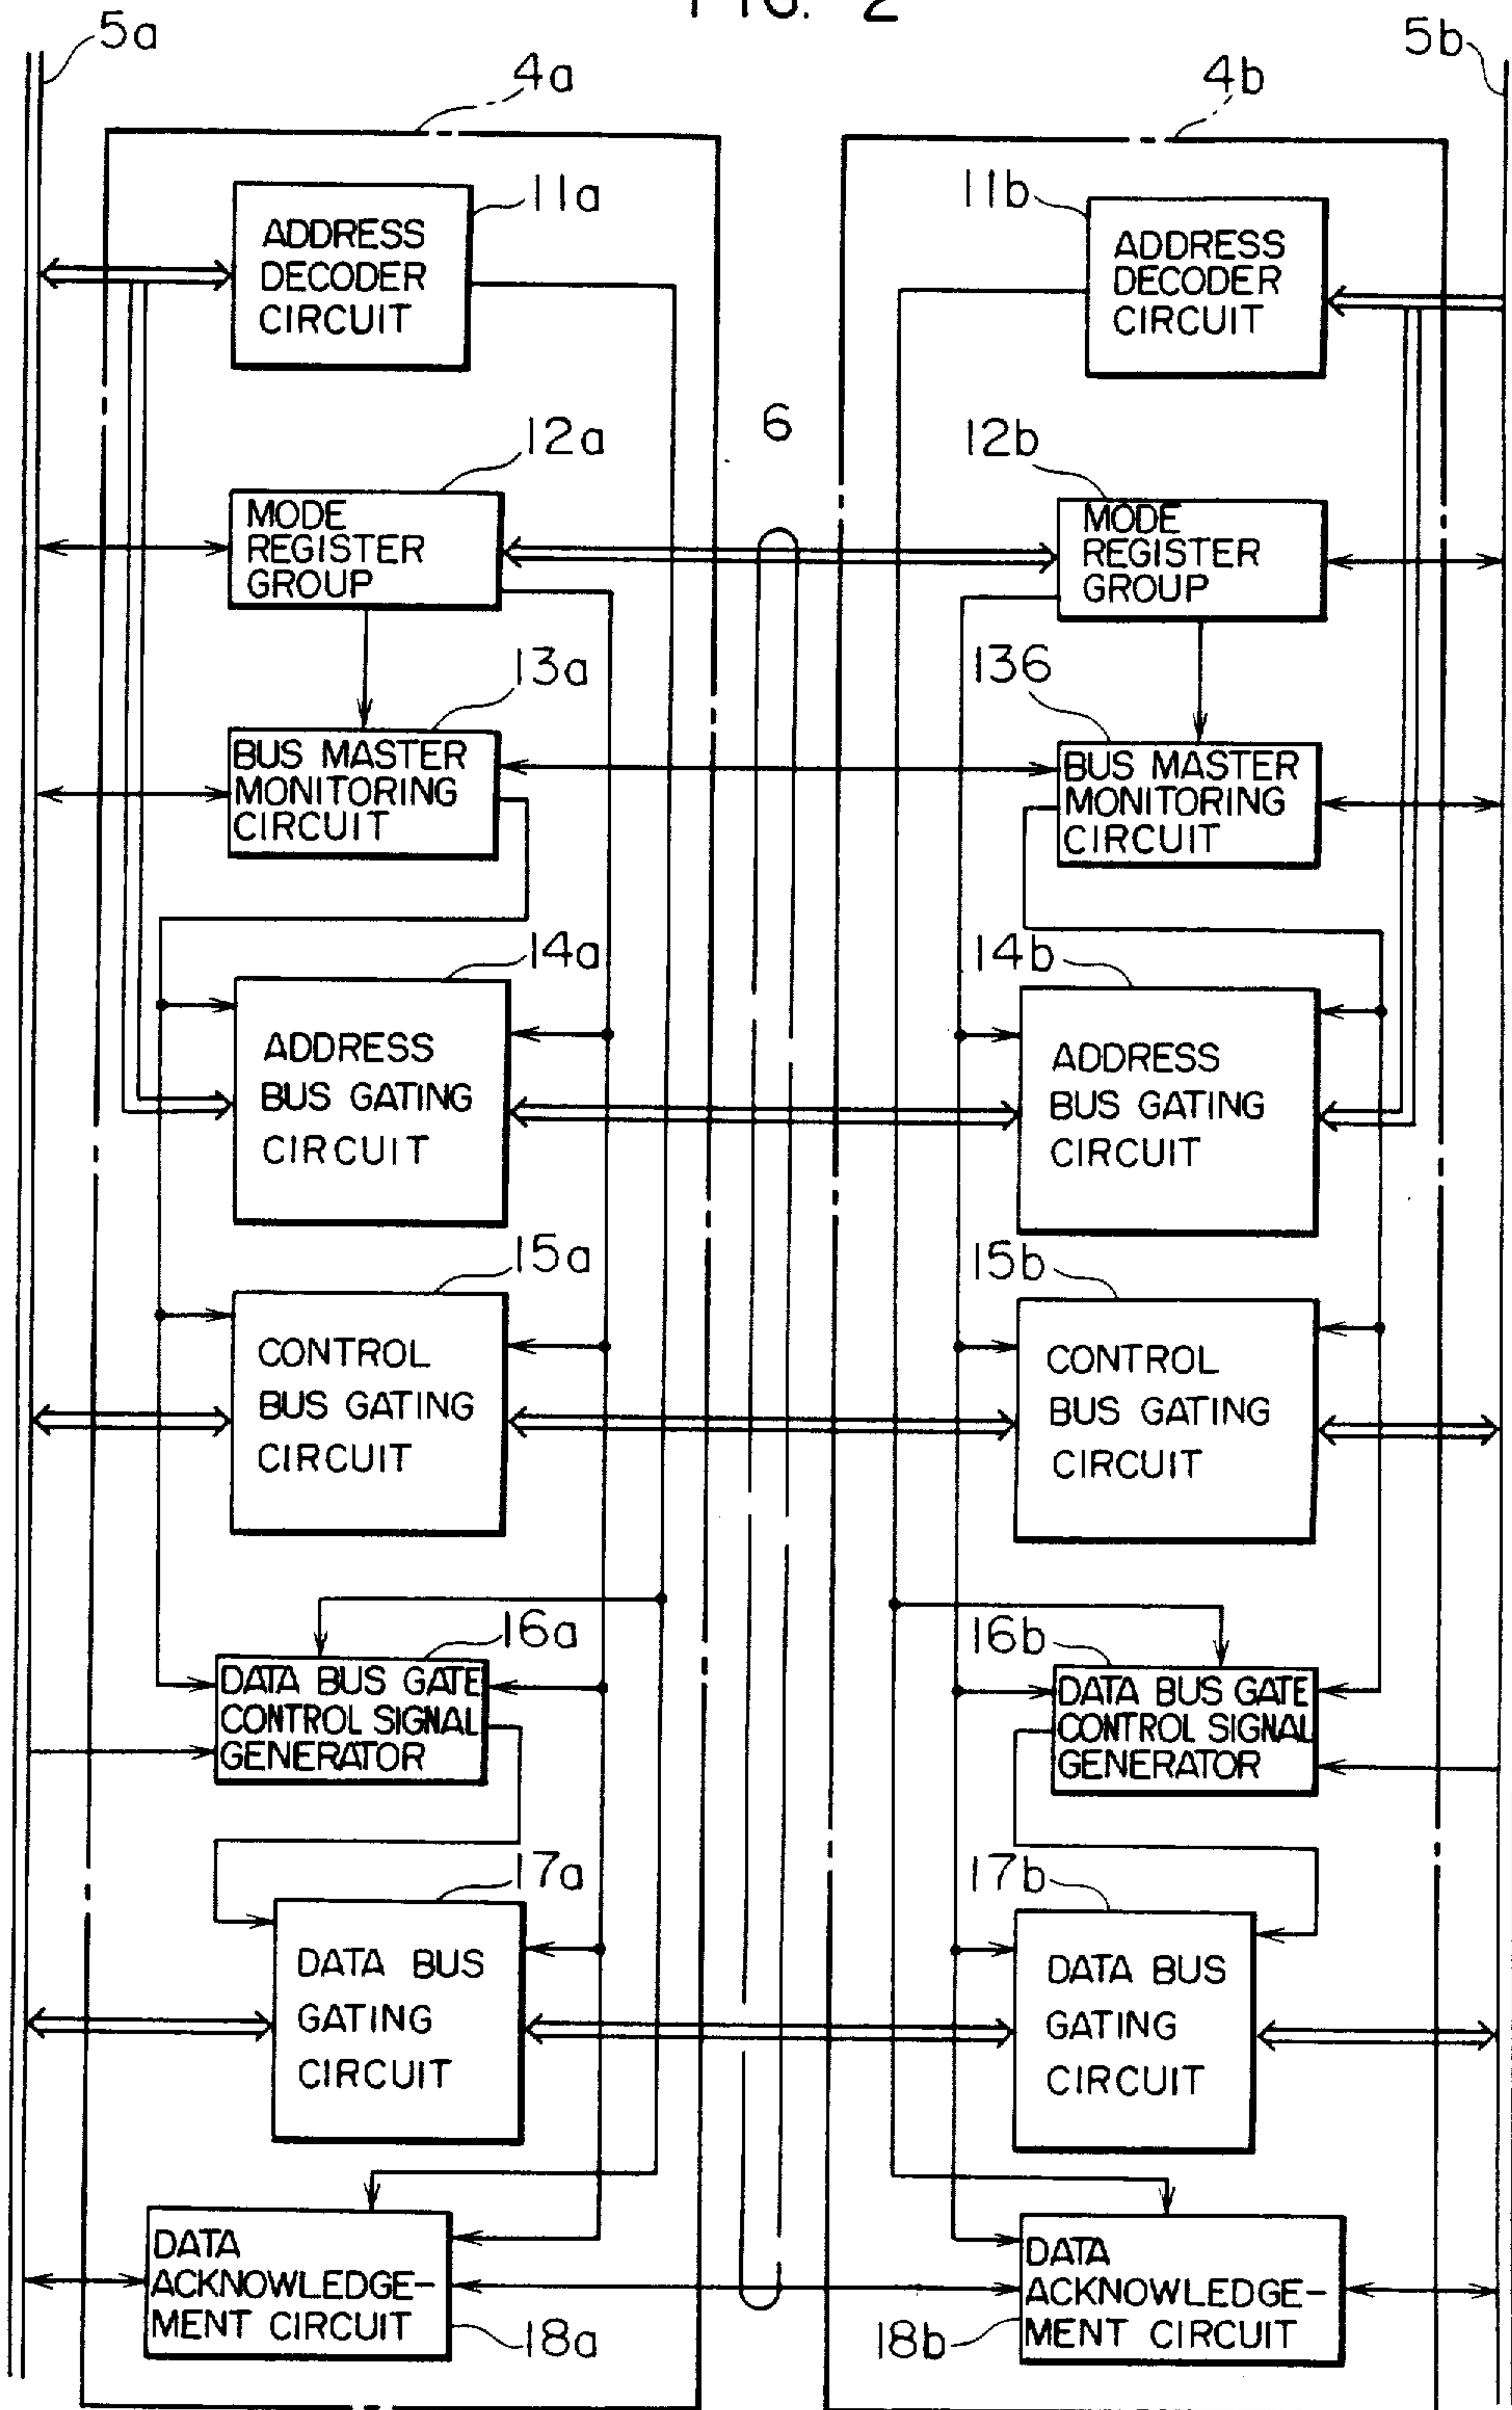 FIG. 2
5a
5b
4a
4b
11a
11b
ADDRESS
DECODER
CIRCUIT
ADDRESS
DECODER
CIRCUIT
6
12a
12b
MODE
REGISTER
GROUP
MODE
REGISTER
GROUP
13a
136
BUS MASTER
MONITORING
CIRCUIT
BUS MASTER
MONITORING
CIRCUIT
14a
14b
ADDRESS
BUS GATING
CIRCUIT
ADDRESS
BUS GATING
CIRCUIT
15a
15b
CONTROL
BUS GATING
CIRCUIT
CONTROL
BUS GATING
CIRCUIT
16a
16b
DATA BUS GATE
CONTROL SIGNAL
GENERATOR
DATA BUS GATE
CONTROL SIGNAL
GENERATOR
17a
17b
DATA BUS
GATING
CIRCUIT
DATA BUS
GATING
CIRCUIT
DATA
ACKNOWLEDGE-
MENT CIRCUIT
DATA
ACKNOWLEDGE-
MENT CIRCUIT
18a
18b